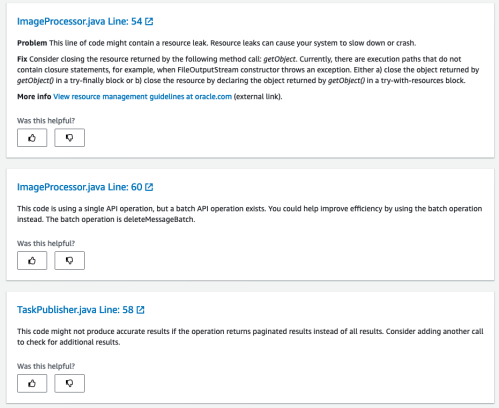 ImageProcessor.java Line: 54
Problem This line of code might contain a resource leak. Resource leaks can cause your system to slow down or crash.
Fix Consider closing the resource returned by the following method call: getObject. Currently, there are execution paths that do not
contain closure statements, for example, when FileOutputStream constructor throws an exception. Either a) close the object returned by
getObject() in a try-finally block or b) close the resource by declaring the object returned by getObject() in a try-with-resources block.
More info View resource management guidelines at oracle.com (external link).
Was this helpful?
ImageProcessor.java Line: 60
This code is using a single API operation, but a batch API operation exists. You could help improve efficiency by using the batch operation
instead. The batch operation is deleteMessageBatch.
Was this helpful?
TaskPublisher.java Line: 58
This code might not produce accurate results if the operation returns paginated results instead of all results. Consider adding another call
to check for additional results.
Was this helpful?